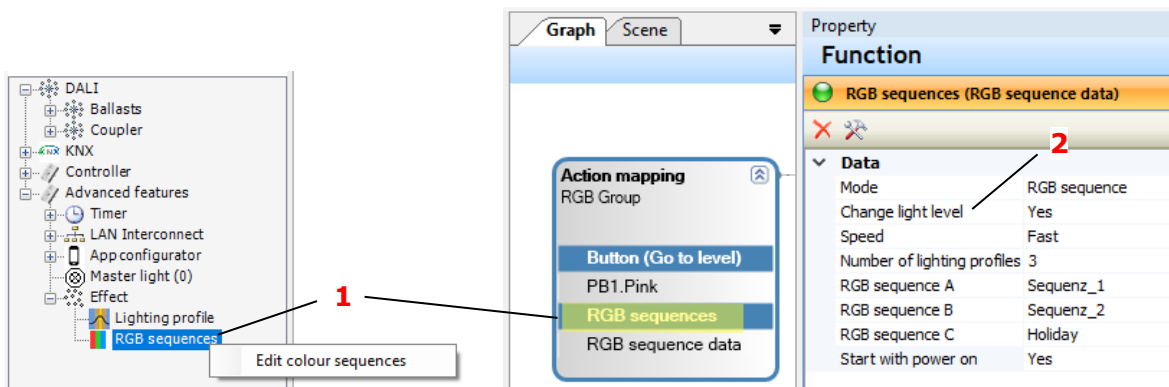 DALI
Ballasts
Coupler
KNX KNX
Controller
Advanced features
Timer
LAN Interconnect
App configurator
Master light (0)
Effect
Lighting profile
RGB sequences
Edit colour sequences
1
Graph Scene
Action mapping
RGB Group
Button (Go to level)
PB1.Pink
RGB sequences
RGB sequence data
Property
Function
RGB sequences (RGB sequence data)
2
Data
Mode RGB sequence
Change light level Yes
Speed Fast
Number of lighting profiles 3
RGB sequence A Sequenz_1
RGB sequence B Sequenz_2
RGB sequence C Holiday
Start with power on Yes